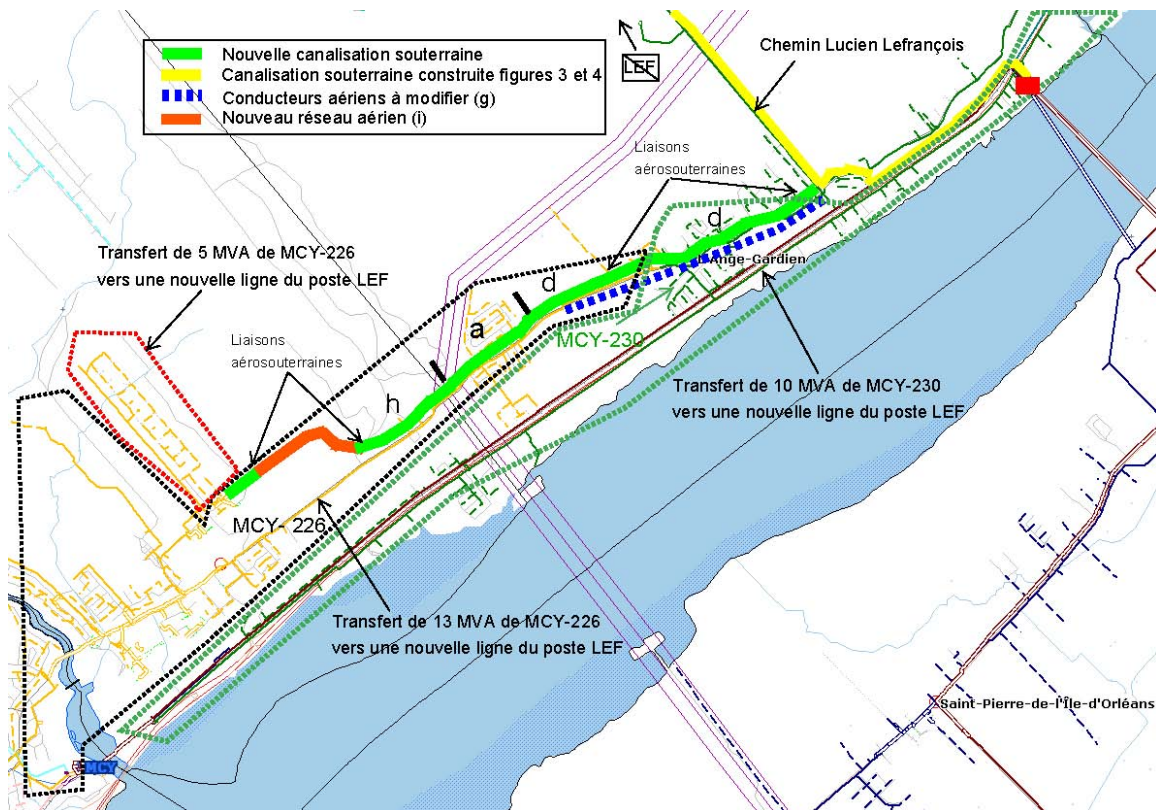 Nouvelle canalisation souterraine
Canalisation souterraine construite figures 3 et 4
Conducteurs aériens à modifier (g)
Nouveau réseau aérien (i)
LEF
Chemin Lucien Lefrançois
Liaisons
aérosouterraines
d
L'Ange-Gardien
d
a
MCY-230
Transfert de 5 MVA de MCY-226
vers une nouvelle ligne du poste LEF
Liaisons
aérosouterraines
h
Transfert de 10 MVA de MCY-230
vers une nouvelle ligne du poste LEF
MCY- 226
Transfert de 13 MVA de MCY-226
vers une nouvelle ligne du poste LEF
Saint-Pierre-de-l'Île-d'Orléans
MCY